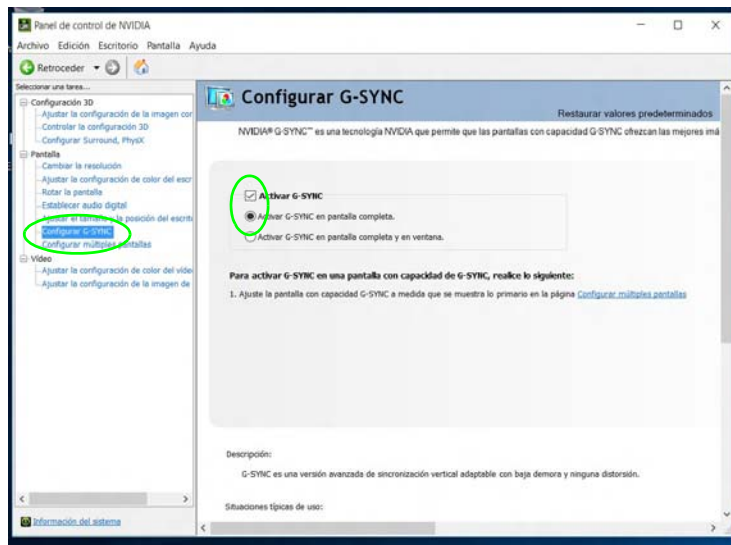 Panel de control de NVIDIA
Archivo Edición Escritorio Pantalla Ayuda
Retroceder
Seleccionar una tarea...
Configuración 3D
Ajustar la configuración de la imagen cor
Controlar la configuración 3D
Configurar Surround, PhysX
Pantalla
Cambiar la resolución
Ajustar la configuración de color del escr
Rotar la pantalla
Establecer audio digital
Ajustar el tamaño y la posición del escrito
Configurar G-SYNC
Configurar múltiples pantallas
Vídeo
Ajustar la configuración de color del víde
Ajustar la configuración de la imagen de
Información del sistema
Configurar G-SYNC
Restaurar valores predeterminados
NVIDIA® G-SYNC™ es una tecnología NVIDIA que permite que las pantallas con capacidad G-SYNC ofrezcan las mejores imá
Activar G-SYNC
Activar G-SYNC en pantalla completa.
Activar G-SYNC en pantalla completa y en ventana.
Para activar G-SYNC en una pantalla con capacidad de G-SYNC, realice lo siguiente:
1. Ajuste la pantalla con capacidad G-SYNC a medida que se muestra lo primario en la página Configurar múltiples pantallas
Descripción:
G-SYNC es una versión avanzada de sincronización vertical adaptable con baja demora y ninguna distorsión.
Situaciones típicas de uso: